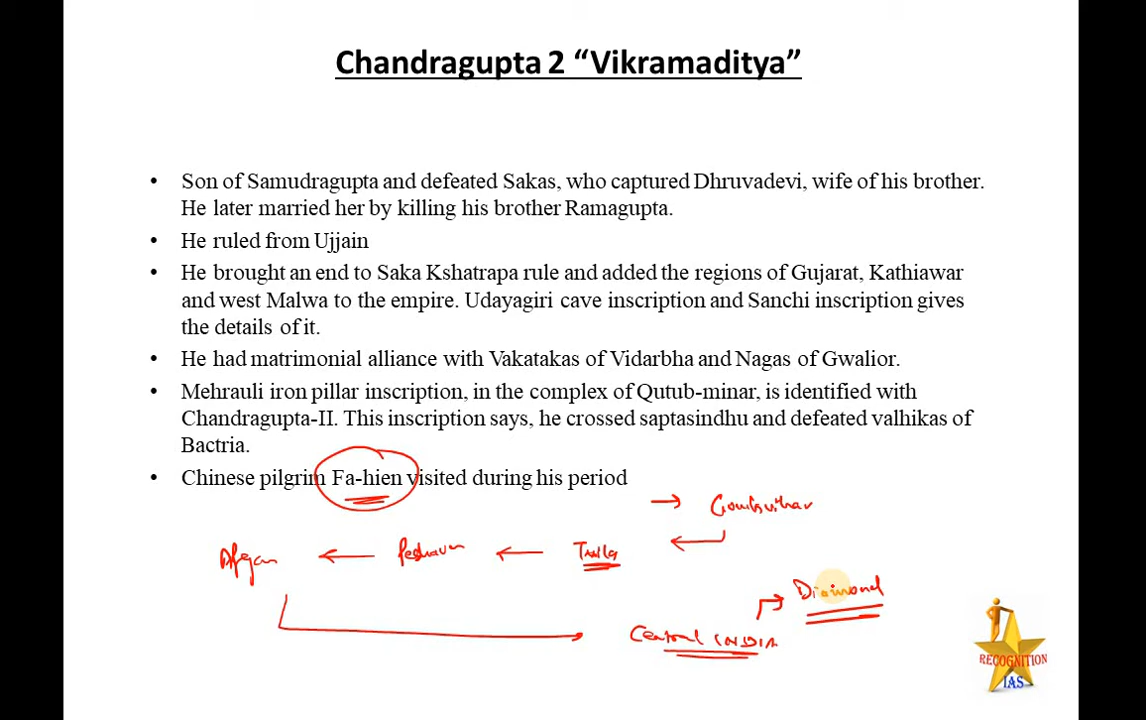 Chandragupta 2 “Vikramaditya”
• Son of Samudragupta and defeated Sakas, who captured Dhruvadevi, wife of his brother.
He later married her by killing his brother Ramagupta.
• He ruled from Ujjain
• He brought an end to Saka Kshatrapa rule and added the regions of Gujarat, Kathiawar
and west Malwa to the empire. Udayagiri cave inscription and Sanchi inscription gives
the details of it.
• He had matrimonial alliance with Vakatakas of Vidarbha and Nagas of Gwalior.
• Mehrauli iron pillar inscription, in the complex of Qutub-minar, is identified with
Chandragupta-II. This inscription says, he crossed saptasindhu and defeated valhikas of
Bactria.
• Chinese pilgrim Fa-hien visited during his period
→
Afgan ← Peshavur ←
Diamond
Central INDIA
RECOGNITION
IAS